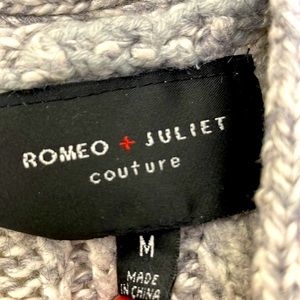 ROMEO + JULIET
couture
M
MADE
IN CHINA